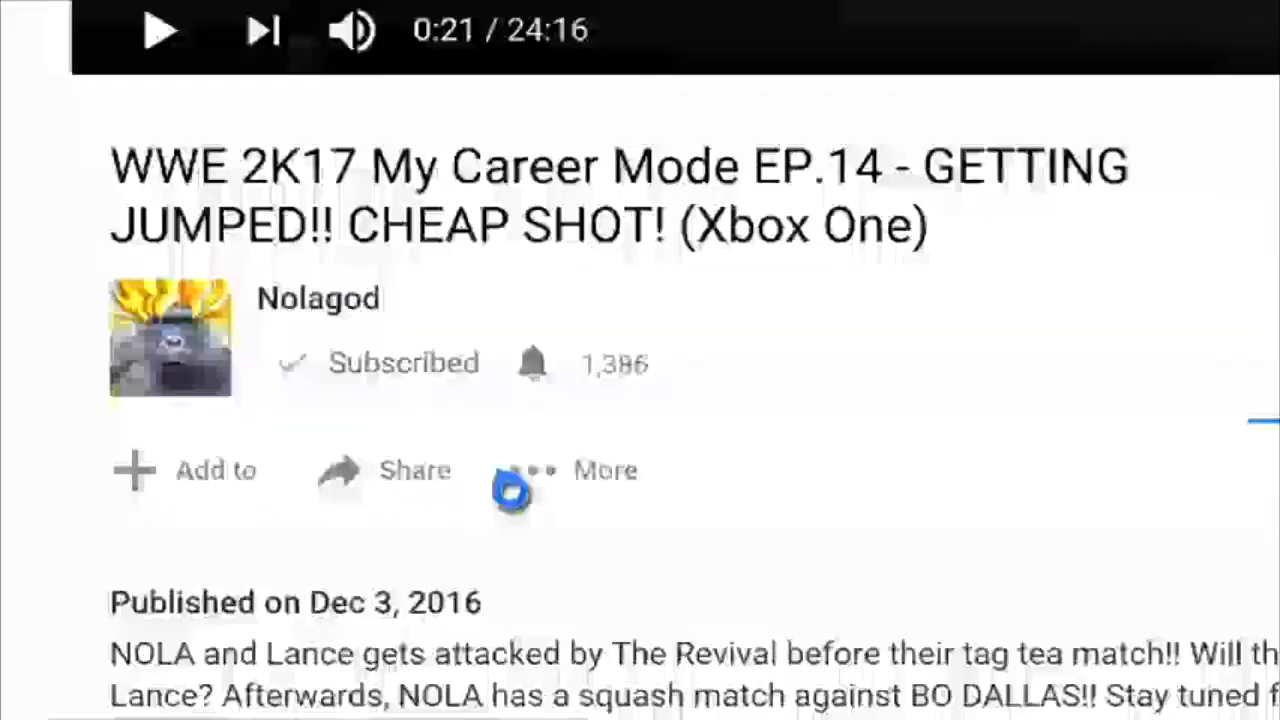 0:21 / 24:16
WWE 2K17 My Career Mode EP.14 - GETTING
JUMPED!! CHEAP SHOT! (Xbox One)
Nolagod
Subscribed 1,386
Add to Share More
Published on Dec 3, 2016
NOLA and Lance gets attacked by The Revival before their tag tea match!! Will th
Lance? Afterwards, NOLA has a squash match against BO DALLAS!! Stay tuned f